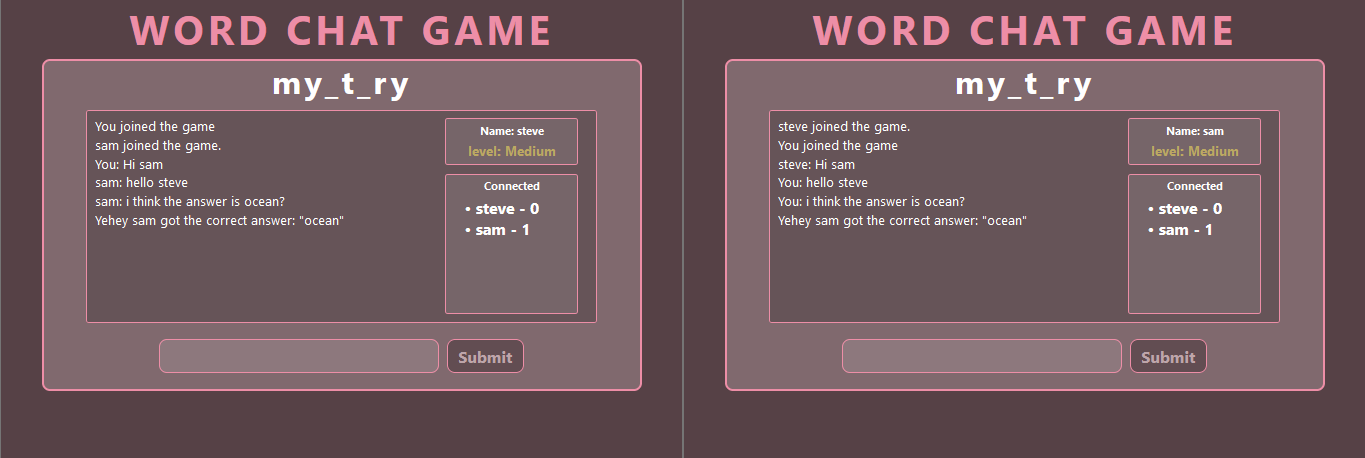 WORD CHAT GAME
my_t_ry
You joined the game
sam joined the game.
You: Hi sam
sam: hello steve
sam: i think the answer is ocean?
Yehey sam got the correct answer: "ocean"
Name: steve
level: Medium
Connected
• steve - 0
• sam - 1
Submit
WORD CHAT GAME
my_t_ry
steve joined the game.
You joined the game
steve: Hi sam
You: hello steve
You: i think the answer is ocean?
Yehey sam got the correct answer: "ocean"
Name: sam
level: Medium
Connected
• steve - 0
• sam - 1
Submit